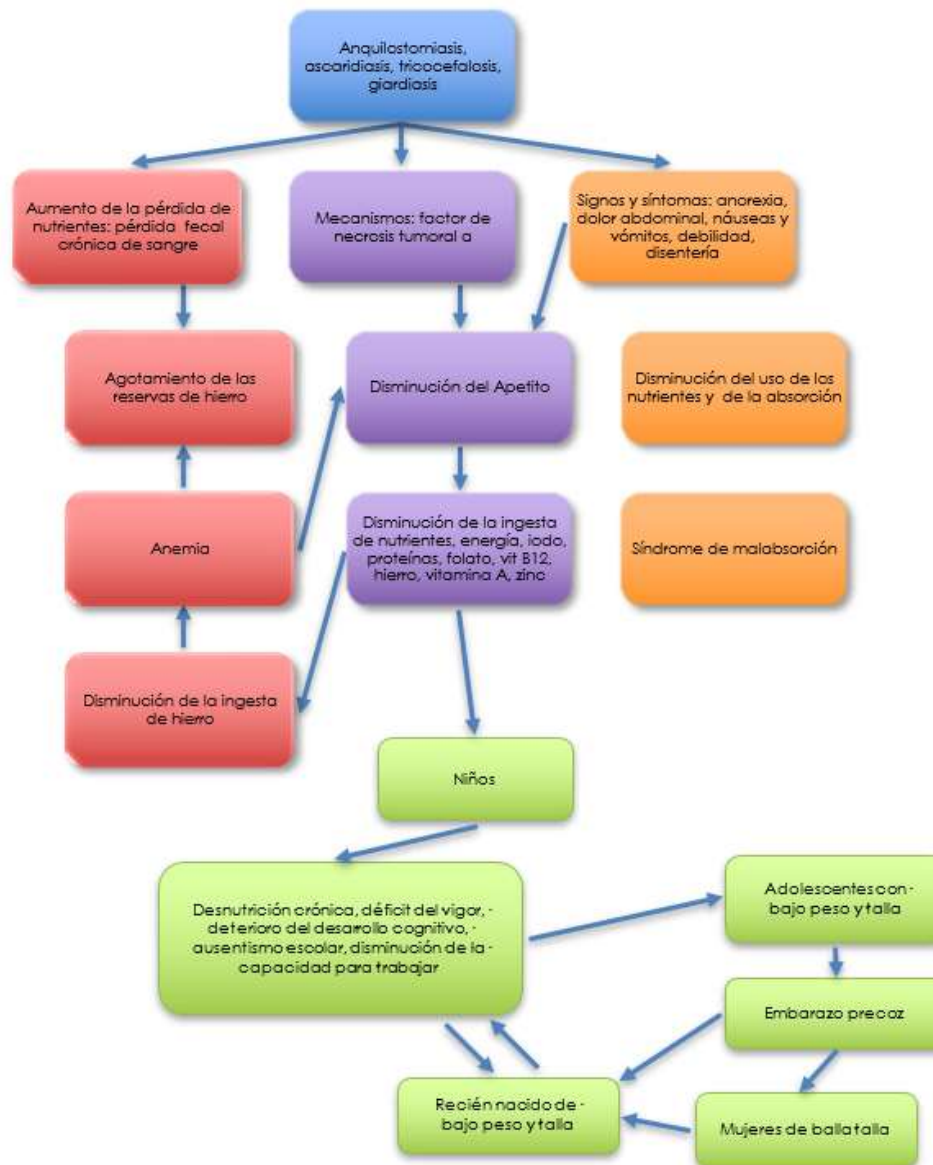 Anquilostomiasis,
ascaridiasis, tricocefalosis,
giardiasis
Aumento de la pérdida de
nutrientes: pérdida fecal
crónica de sangre
Mecanismos: factor de
necrosis tumoral a
Signos y síntomas: anorexia,
dolor abdominal, náuseas y
vómitos, debilidad,
disentería
Agotamiento de las
reservas de hierro
Disminución del Apetito
Disminución del uso de los
nutrientes y de la absorción
Anemia
Disminución de la ingesta
de nutrientes, energía, iodo,
proteínas, folato, vit B12,
hierro, vitamina A, zinc
Síndrome de malabsorción
Disminución de la ingesta
de hierro
Niños
Desnutrición crónica, déficit del vigor, -
deterioro del desarrollo cognitivo, -
ausentismo escolar, disminución de la -
capacidad para trabajar
Adolescentes con -
bajo peso y talla
Embarazo precoz
Recién nacido de -
bajo peso y talla
Mujeres de balla talla